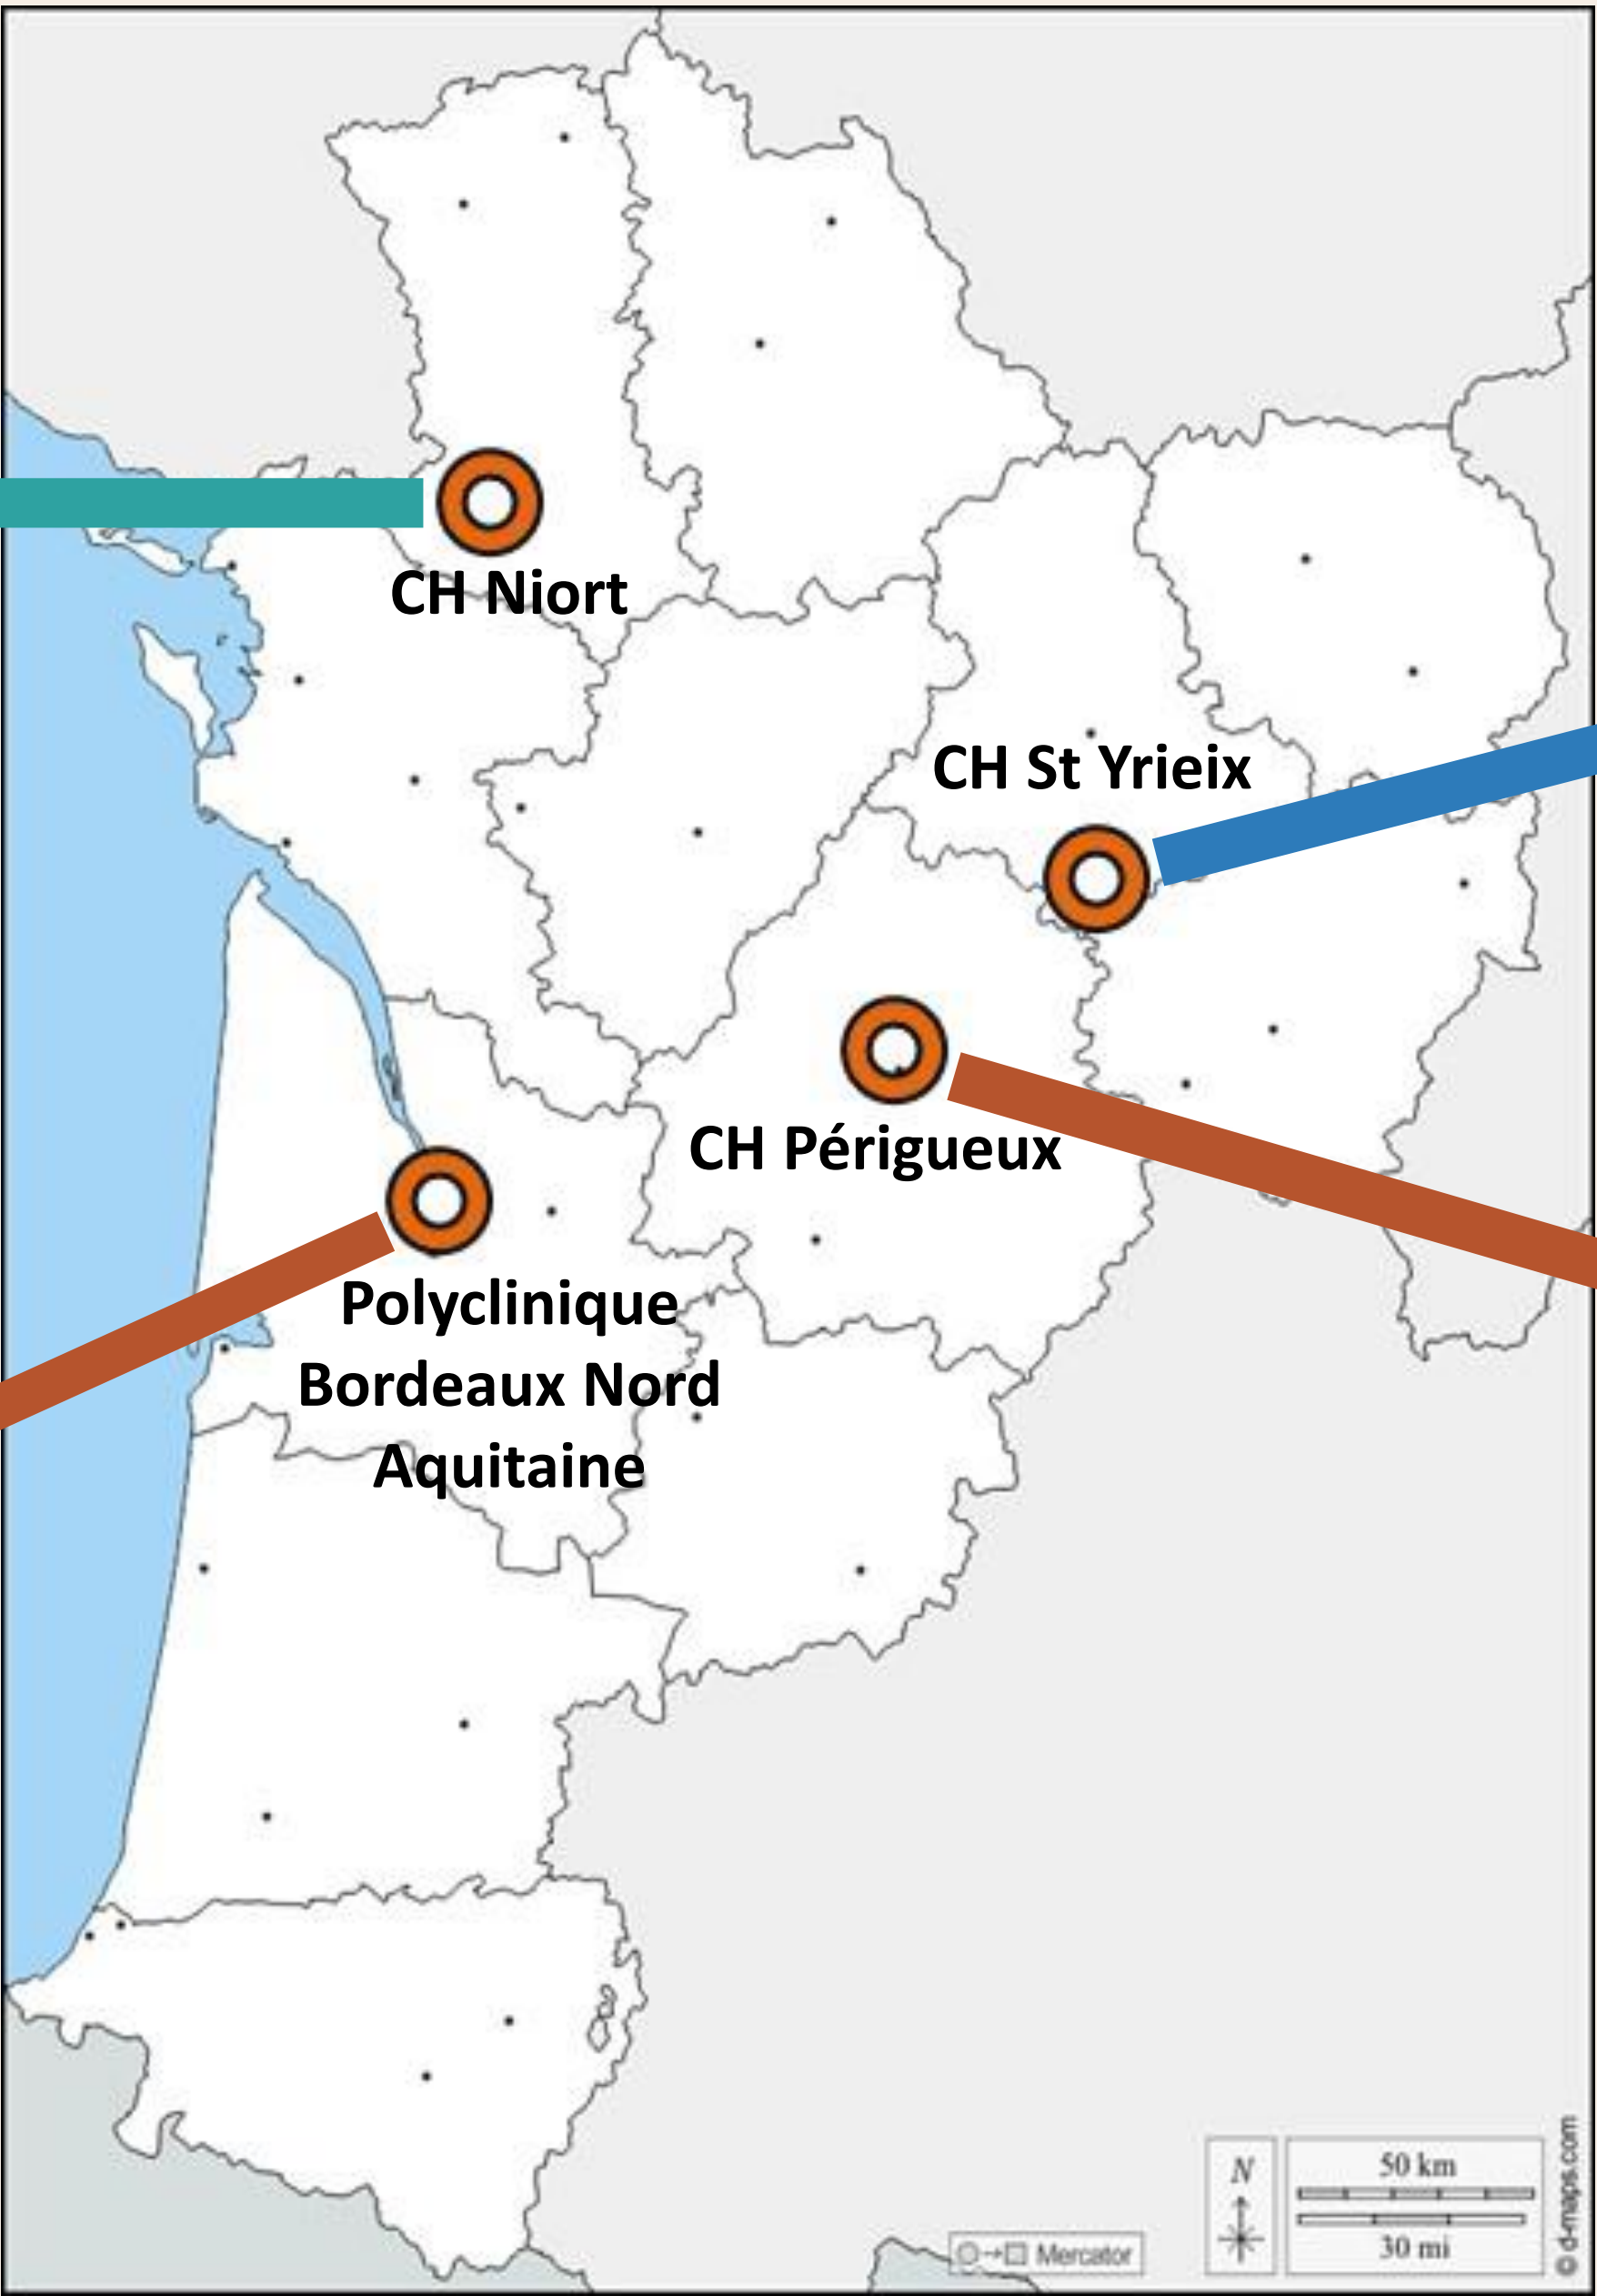 CH Niort
CH St Yrieix
CH Périgueux
Polyclinique
Bordeaux Nord
Aquitaine
N
50 km
30 mi
Mercator
© d-maps.com